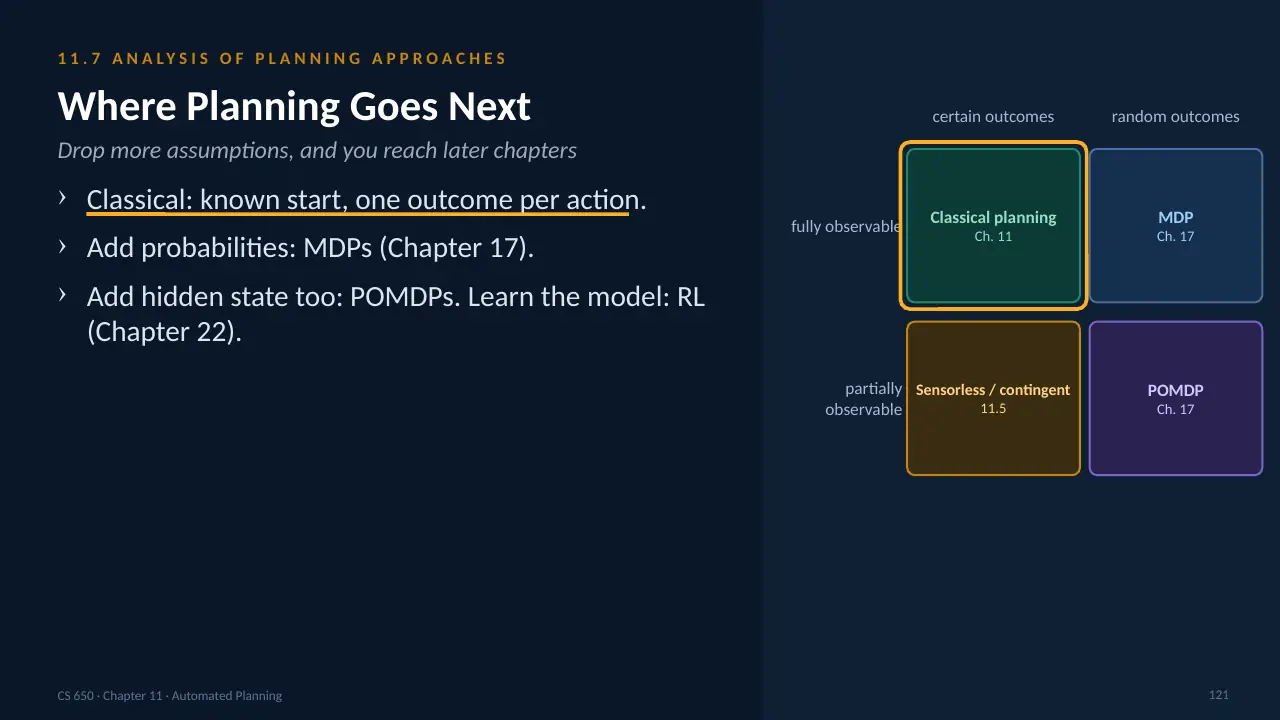 11.7 ANALYSIS OF PLANNING APPROACHES
Where Planning Goes Next
Drop more assumptions, and you reach later chapters
› Classical: known start, one outcome per action.
› Add probabilities: MDPs (Chapter 17).
› Add hidden state too: POMDPs. Learn the model: RL
(Chapter 22).
certain outcomes
random outcomes
fully observable
Classical planning
Ch. 11
MDP
Ch. 17
partially
observable
Sensorless / contingent
11.5
POMDP
Ch. 17
CS 650 · Chapter 11 · Automated Planning
121